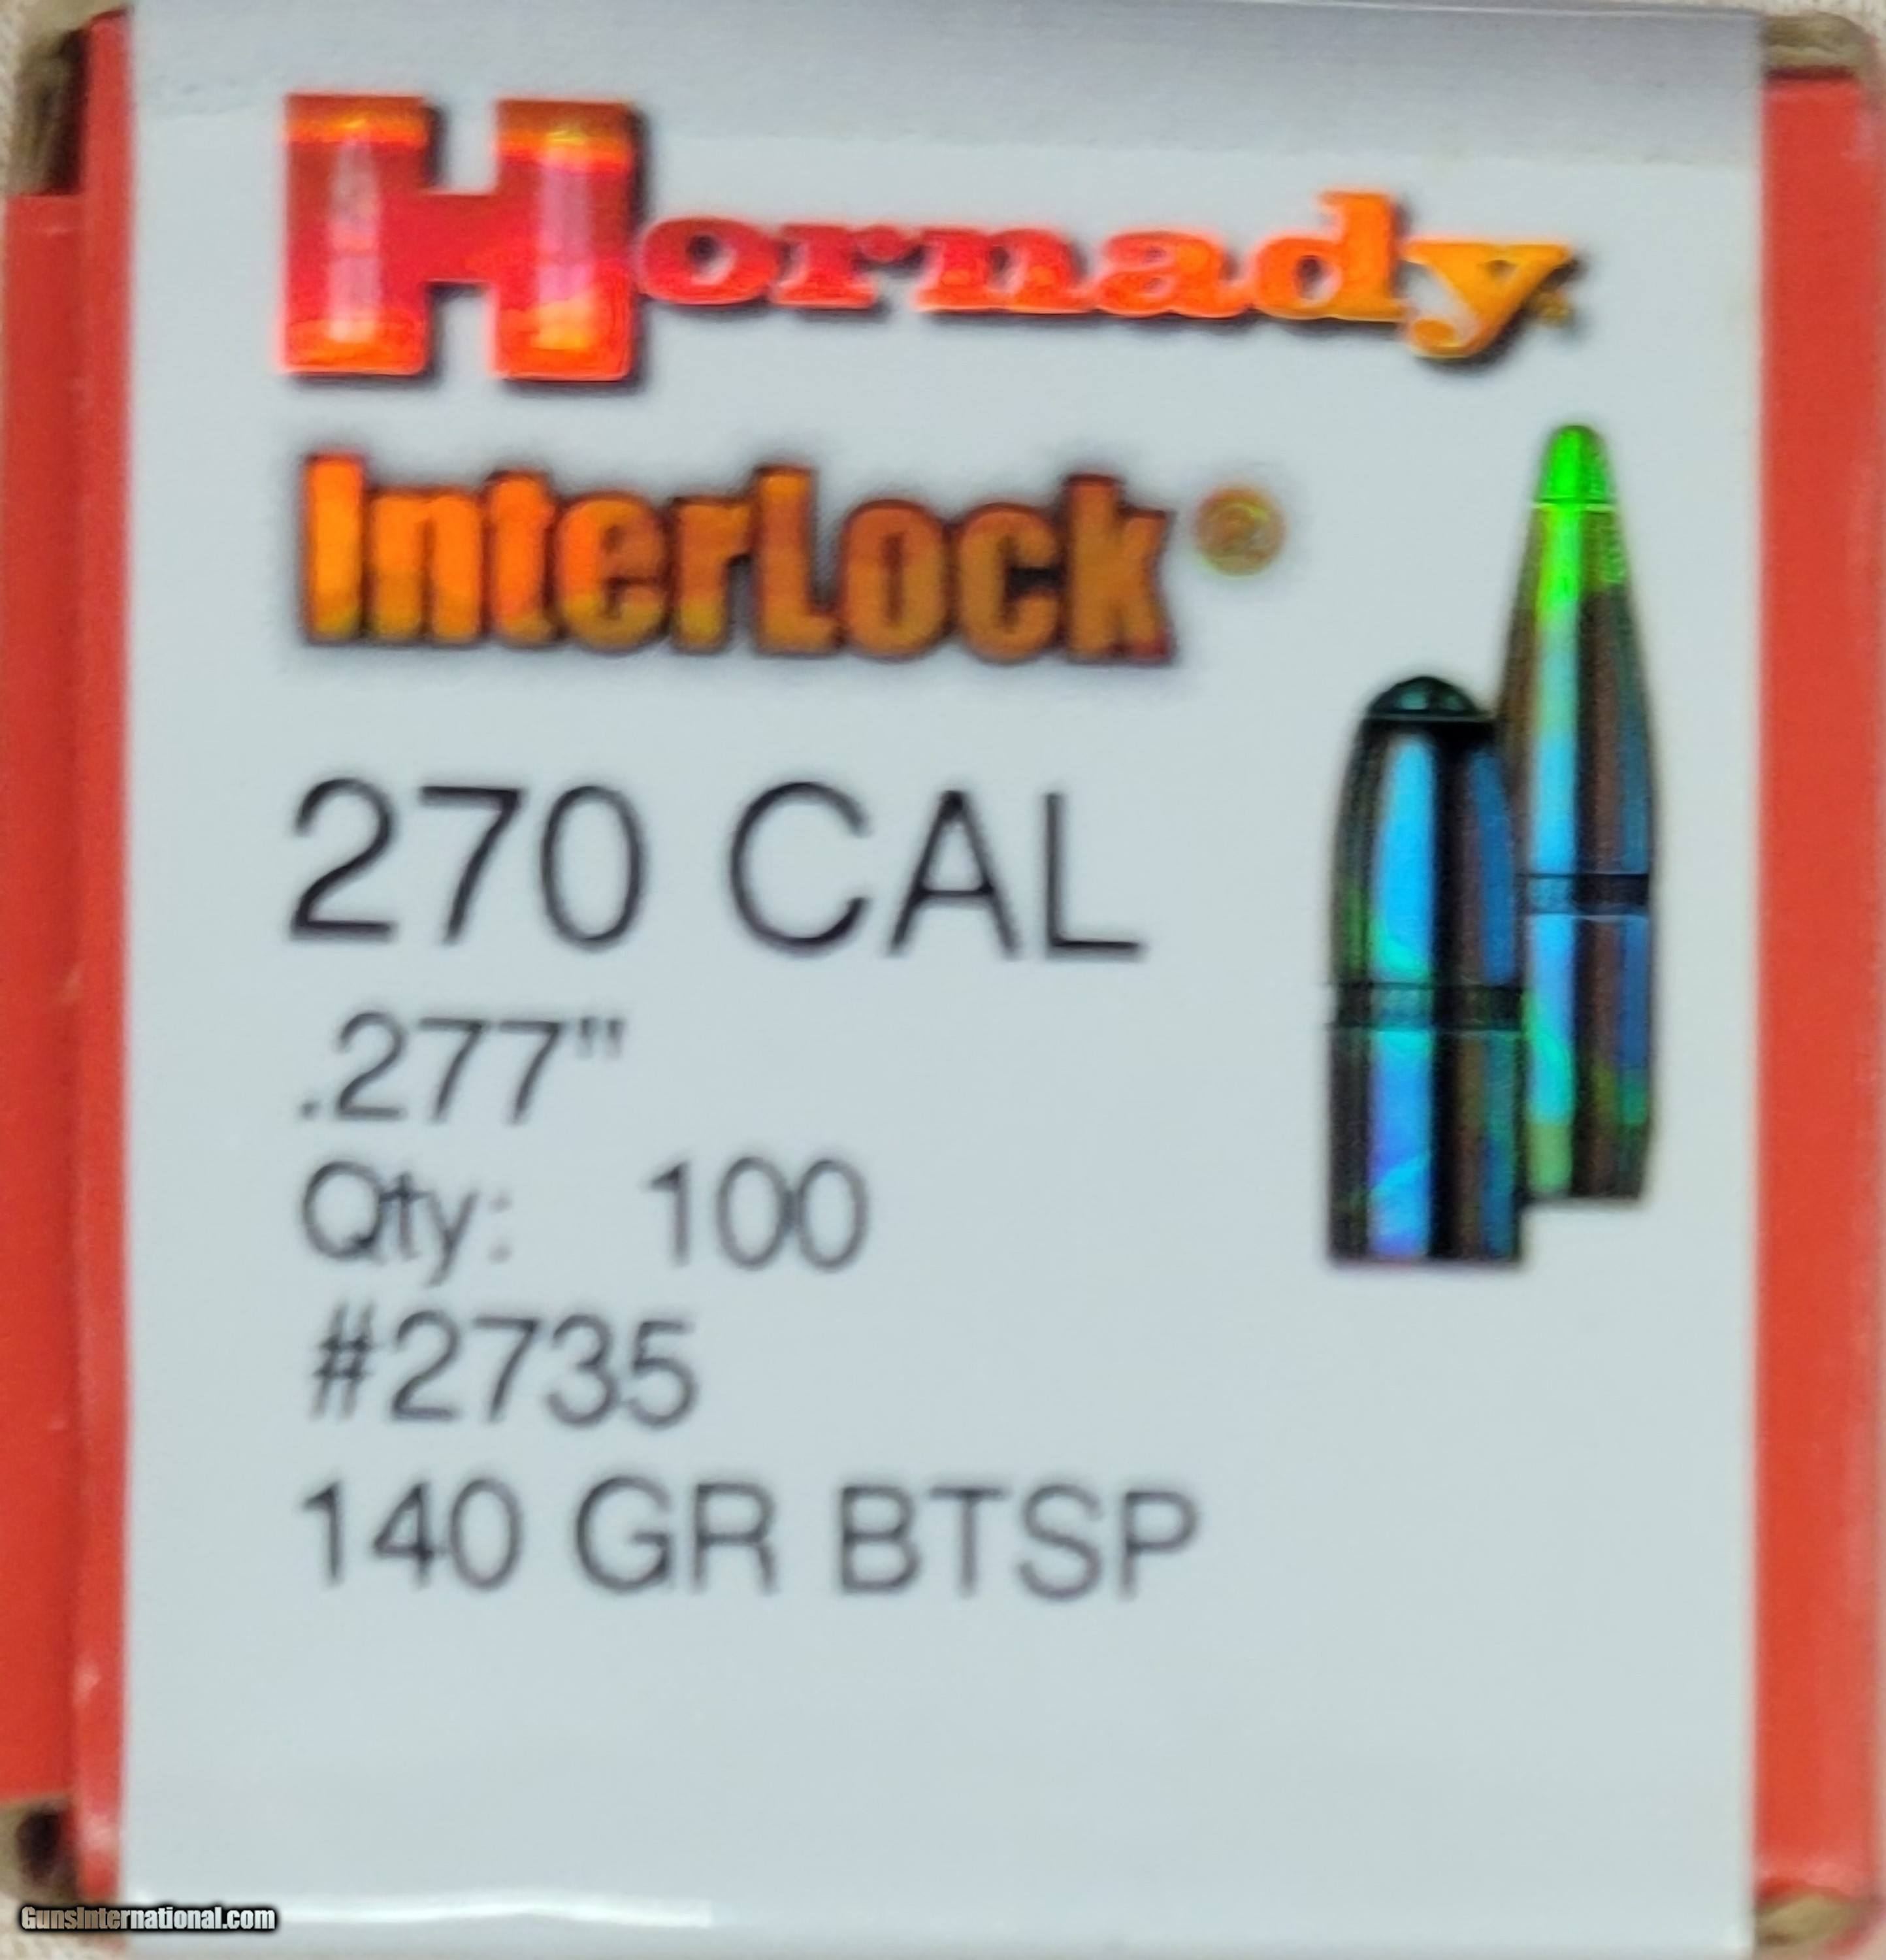 Hornady®
InterLock®
270 CAL
.277"
Qty: 100
#2735
140 GR BTSP
GunsInternational.com